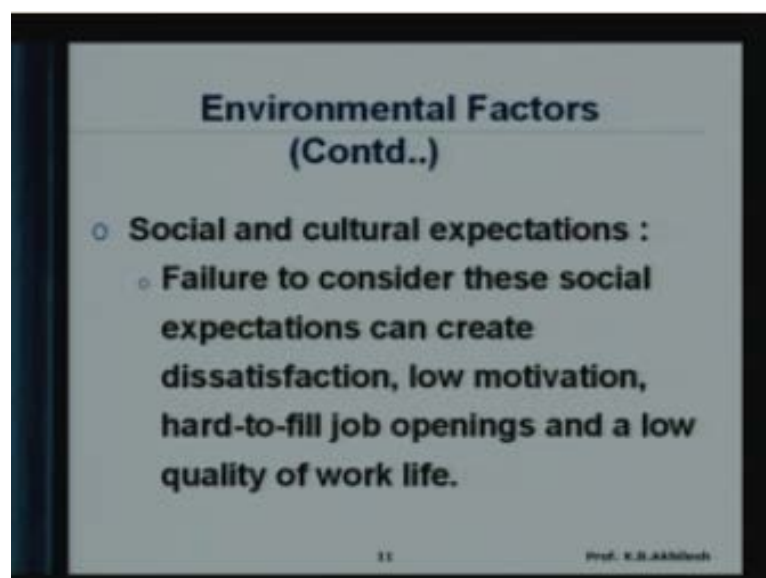 Environmental Factors
(Contd..)
o Social and cultural expectations :
o Failure to consider these social
expectations can create
dissatisfaction, low motivation,
hard-to-fill job openings and a low
quality of work life.
11 Prof. K.B.Akhilesh